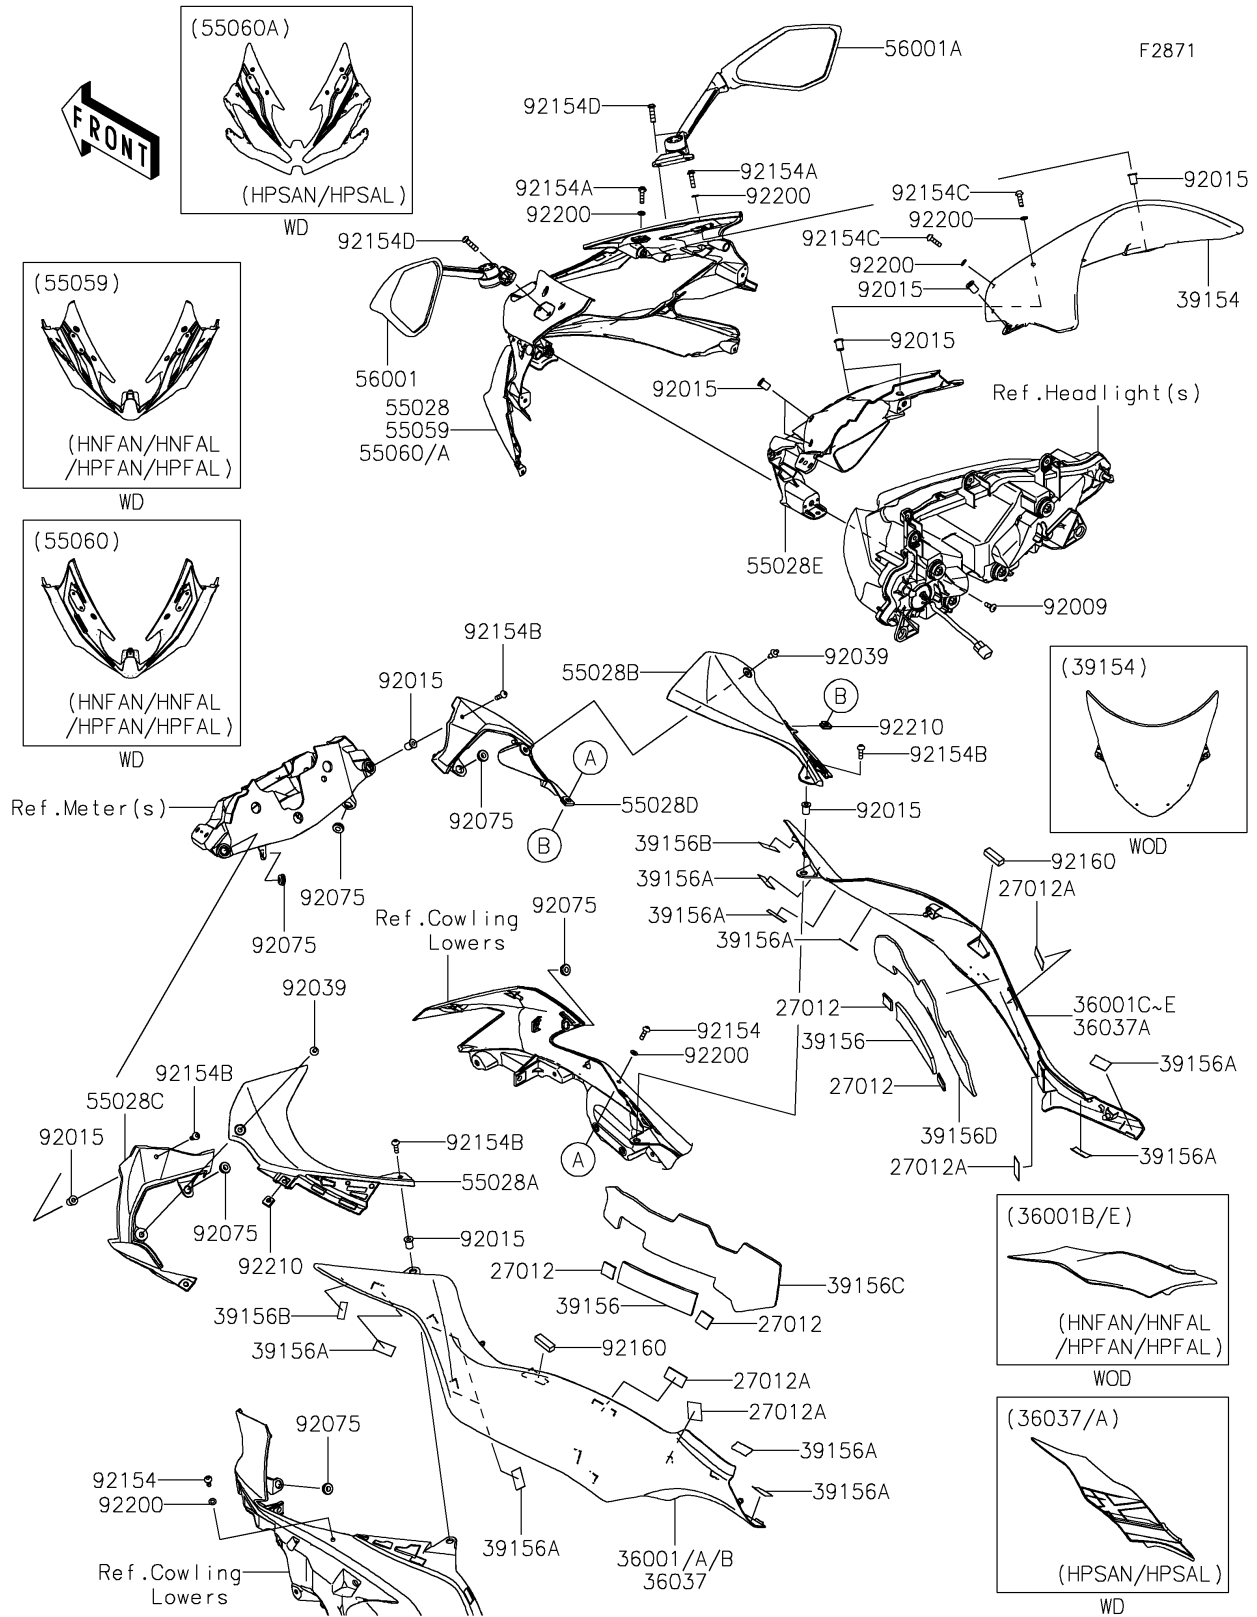 (55060A)
56001A
F2871
FRONT
92154D
92154A
92154A
92015
92154C
(HPSAN/HPSAL)
92200
92200
92200
WD
92154D
92154C
92200
(55059)
92015
39154
92015
56001
92015
Ref.Headlight(s)
55028
55059
55060/A
(HNFAN/HNFAL
/HPFAN/HPFAL)
WD
(55060)
55028E
92009
92154B
92039
(39154)
55028B
92015
B
(HNFAN/HNFAL
/HPFAN/HPFAL)
92210
WD
A
92154B
Ref.Meter(s)
55028D
92015
92075
B
39156B
WOD
92160
39156A
27012A
92075
92075
39156A
Ref.Cowling
Lowers
39156A
92075
92039
27012
36001C~E
36037A
92154
39156
92200
39156A
92154B
27012
55028C
92015
92154B
39156D
A
27012A
39156A
55028A
92075
(36001B/E)
92015
92210
27012
39156C
39156B
39156
27012
(HNFAN/HNFAL
/HPFAN/HPFAL)
39156A
92160
WOD
27012A
27012A
(36037/A)
92075
39156A
92154
39156A
92200
39156A
36001/A/B
36037
Ref.Cowling
Lowers
(HPSAN/HPSAL)
WD